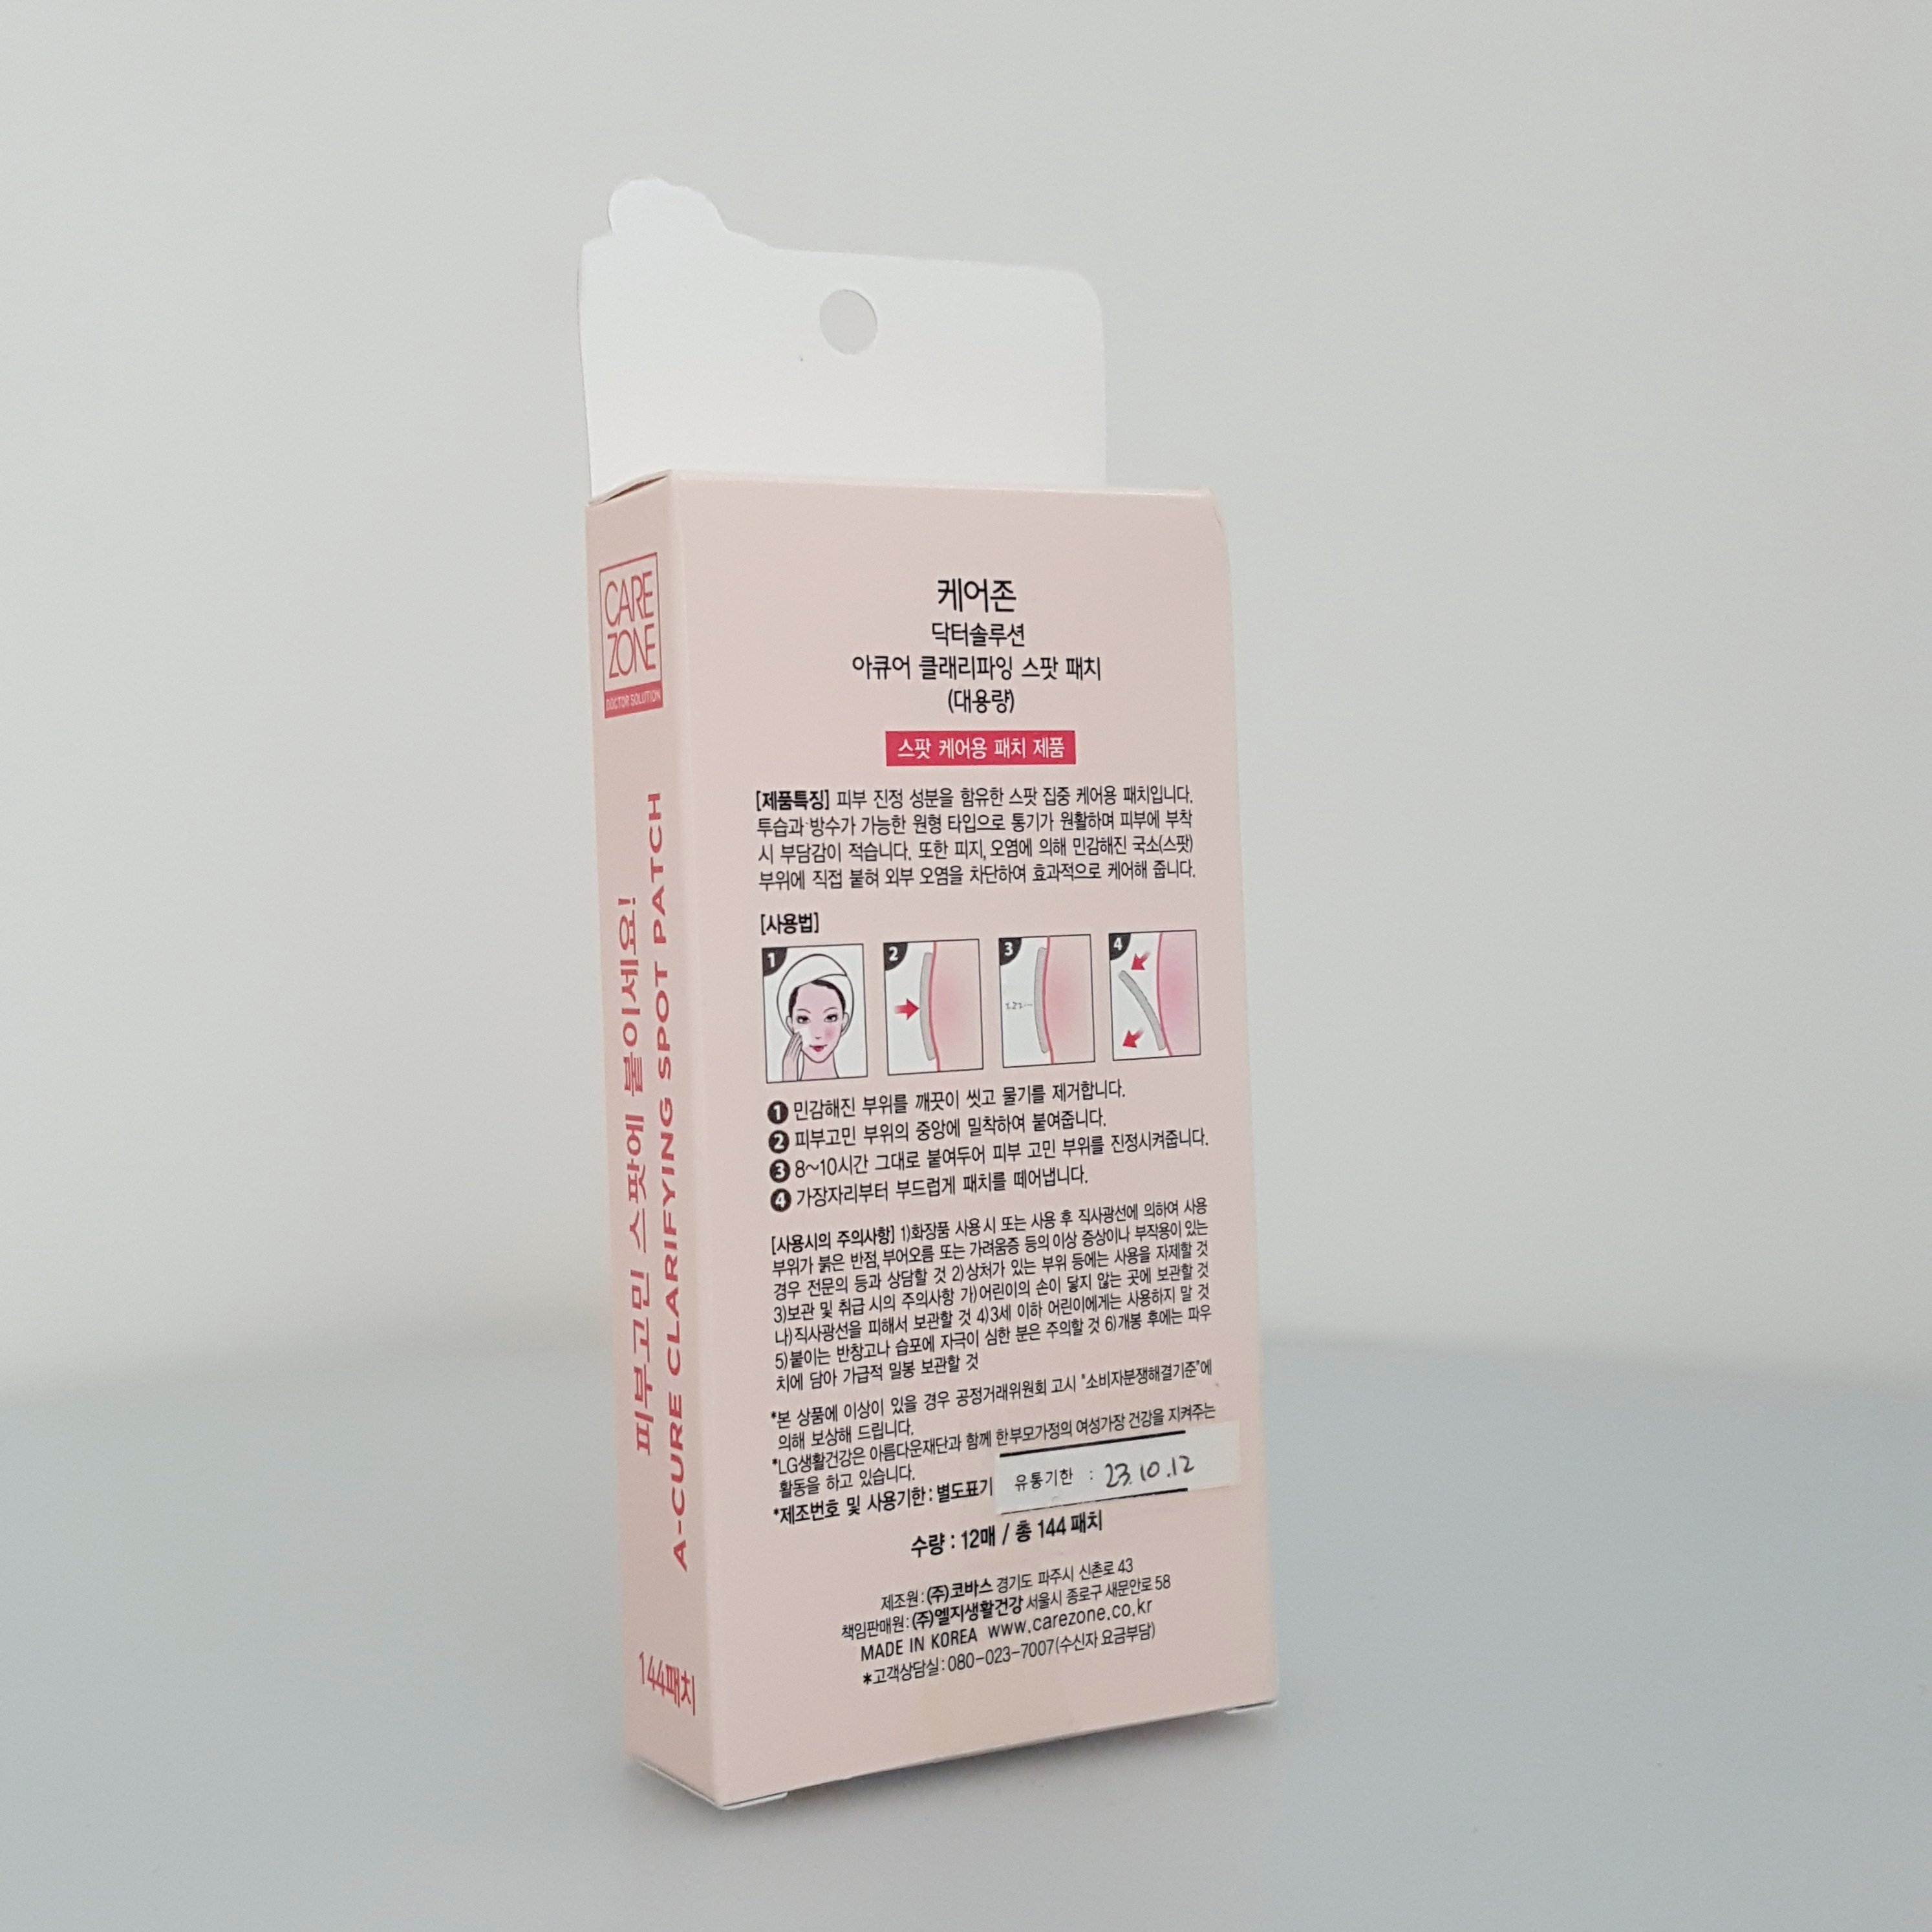 CARE
ZONE
DOCTOR SOLUTION
피부고민 스팟에 붙이세요!
A-CURE CLARIFYING SPOT PATCH
144패치
케어존
닥터솔루션
아큐어 클래리파잉 스팟 패치
(대용량)
스팟 케어용 패치 제품
[제품특징] 피부 진정 성분을 함유한 스팟 집중 케어용 패치입니다.
투습과 방수가 가능한 원형 타입으로 통기가 원활하며 피부에 부착
시 부담감이 적습니다. 또한 피지, 오염에 의해 민감해진 국소(스팟)
부위에 직접 붙혀 외부 오염을 차단하여 효과적으로 케어해 줍니다.
[사용법]
1 2 3 4
1 민감해진 부위를 깨끗이 씻고 물기를 제거합니다.
2 피부고민 부위의 중앙에 밀착하여 붙여줍니다.
3 8~10시간 그대로 붙여두어 피부 고민 부위를 진정시켜줍니다.
4 가장자리부터 부드럽게 패치를 떼어냅니다.
[사용시의 주의사항] 1)화장품 사용 시 또는 사용 후 직사광선에 의하여 사용
부위가 붉은 반점, 부어오름 또는 가려움증 등의 이상 증상이나 부작용이 있는
경우 전문의 등과 상담할 것 2)상처가 있는 부위 등에는 사용을 자제할 것
3)보관 및 취급 시의 주의사항 가)어린이의 손이 닿지 않는 곳에 보관할 것
나)직사광선을 피해서 보관할 것 4)3세 이하 어린이에게는 사용하지 말 것
5)붙이는 반창고나 습포에 자극이 심한 분은 주의할 것 6)개봉 후에는 파우
치에 담아 가급적 밀봉 보관할 것
*본 상품에 이상이 있을 경우 공정거래위원회 고시 "소비자분쟁해결기준"에
의해 보상해 드립니다.
*LG생활건강은 아름다운재단과 함께 한부모가정의 여성가장 건강을 지켜주는
활동을 하고 있습니다.
*제조번호 및 사용기한 : 별도표기
유통기한 : 23.10.12
수량 : 12매 / 총 144 패치
제조원 : (주)코바스 경기도 파주시 신촌로 43
책임판매원 : (주)엘지생활건강 서울시 종로구 새문안로 58
MADE IN KOREA www.carezone.co.kr
*고객상담실 : 080-023-7007(수신자 요금부담)